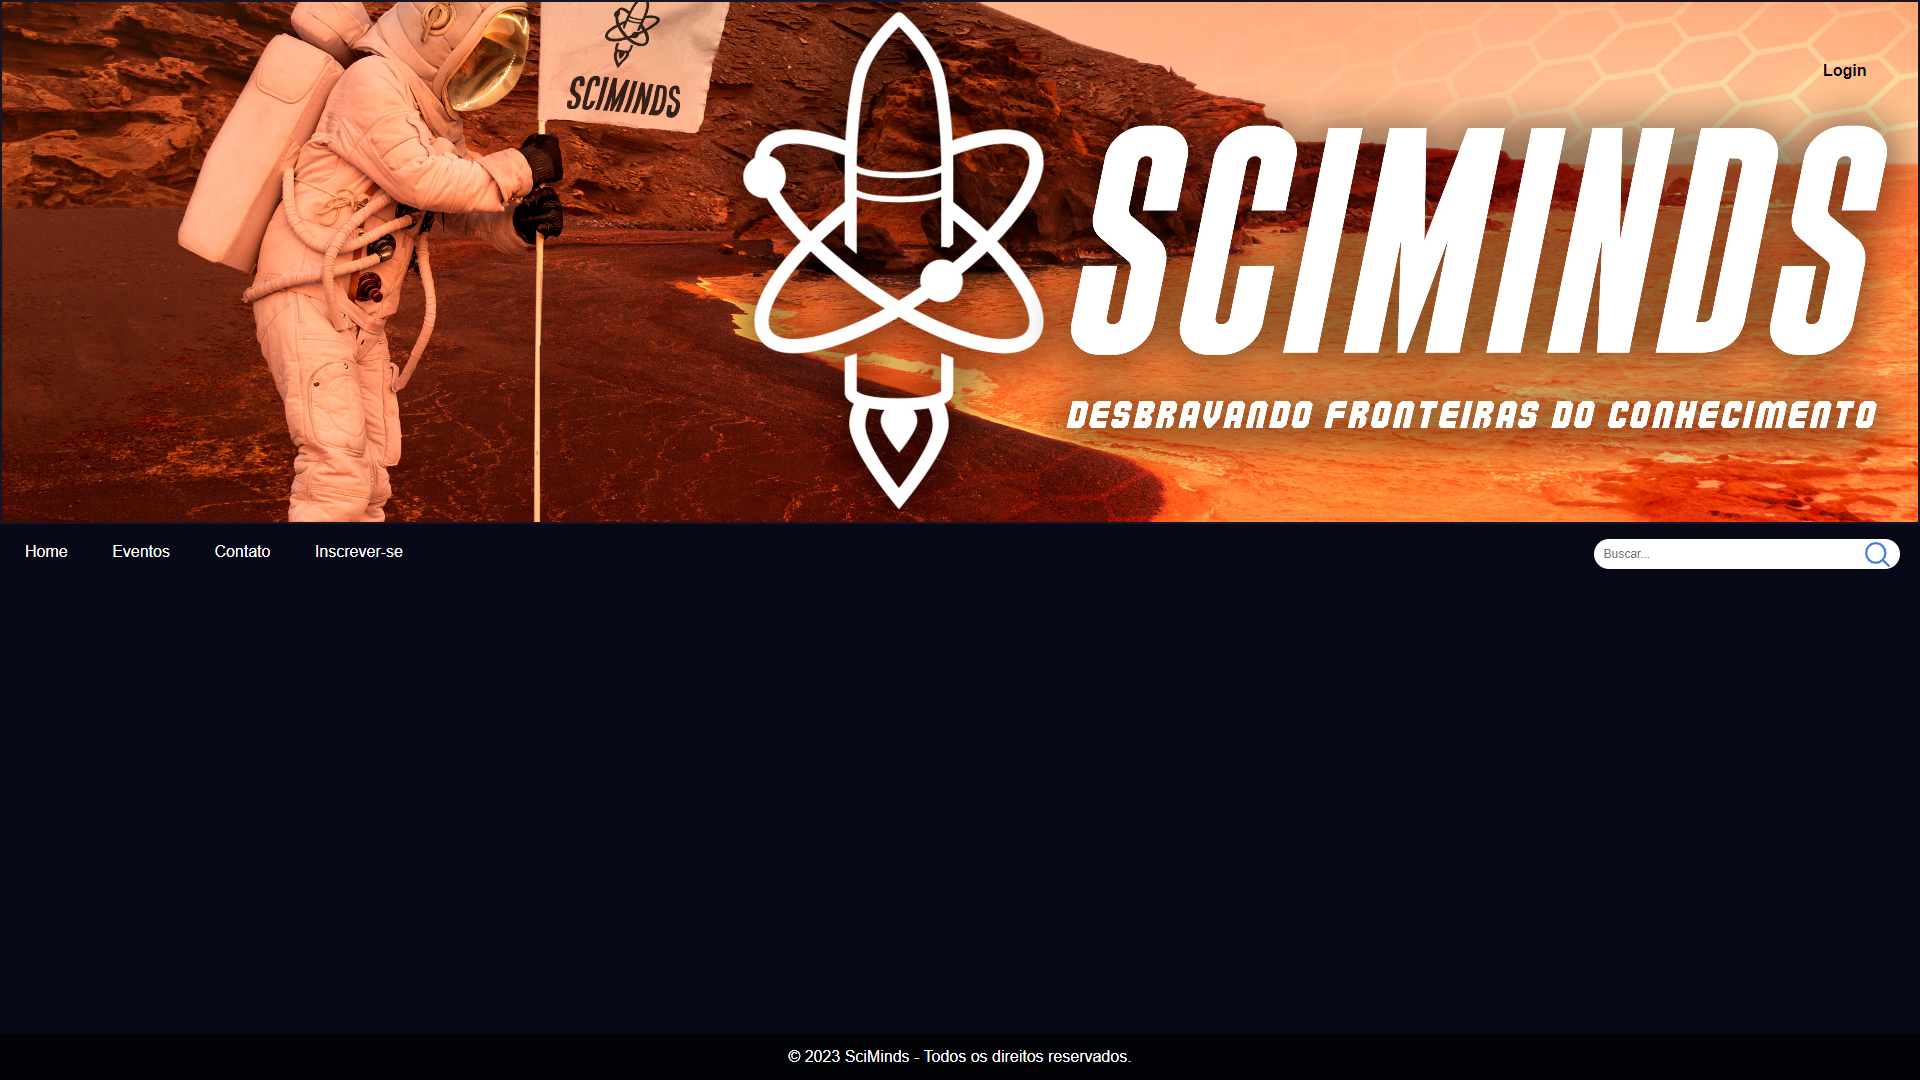 SCIMINDS
Login
SCIMINDS
DESBRAVANDO FRONTEIRAS DO CONHECIMENTO
Home Eventos Contato Inscrever-se
Buscar...
© 2023 SciMinds - Todos os direitos reservados.